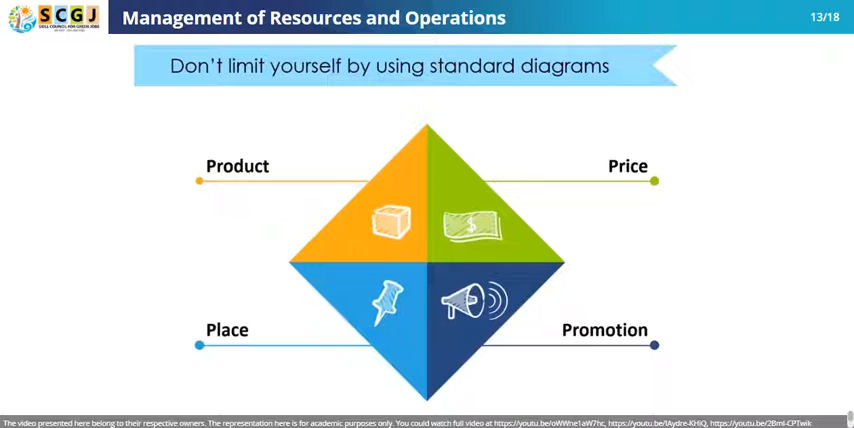 SCGJ
SKILL COUNCIL FOR GREEN JOBS
Management of Resources and Operations
13/18
Don't limit yourself by using standard diagrams
Product
Price
$
Place
Promotion
The video presented here belong to their respective owners. The representation here is for academic purposes only. You could watch full video at https://youtu.be/oWWne1aW7hc, https://youtu.be/lAydre-KHiQ, https://youtu.be/2BmI-CPTwik